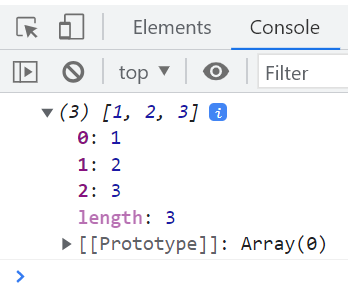 Elements Console
top Filter
(3) [1, 2, 3] i
0: 1
1: 2
2: 3
length: 3
[[Prototype]]: Array(0)